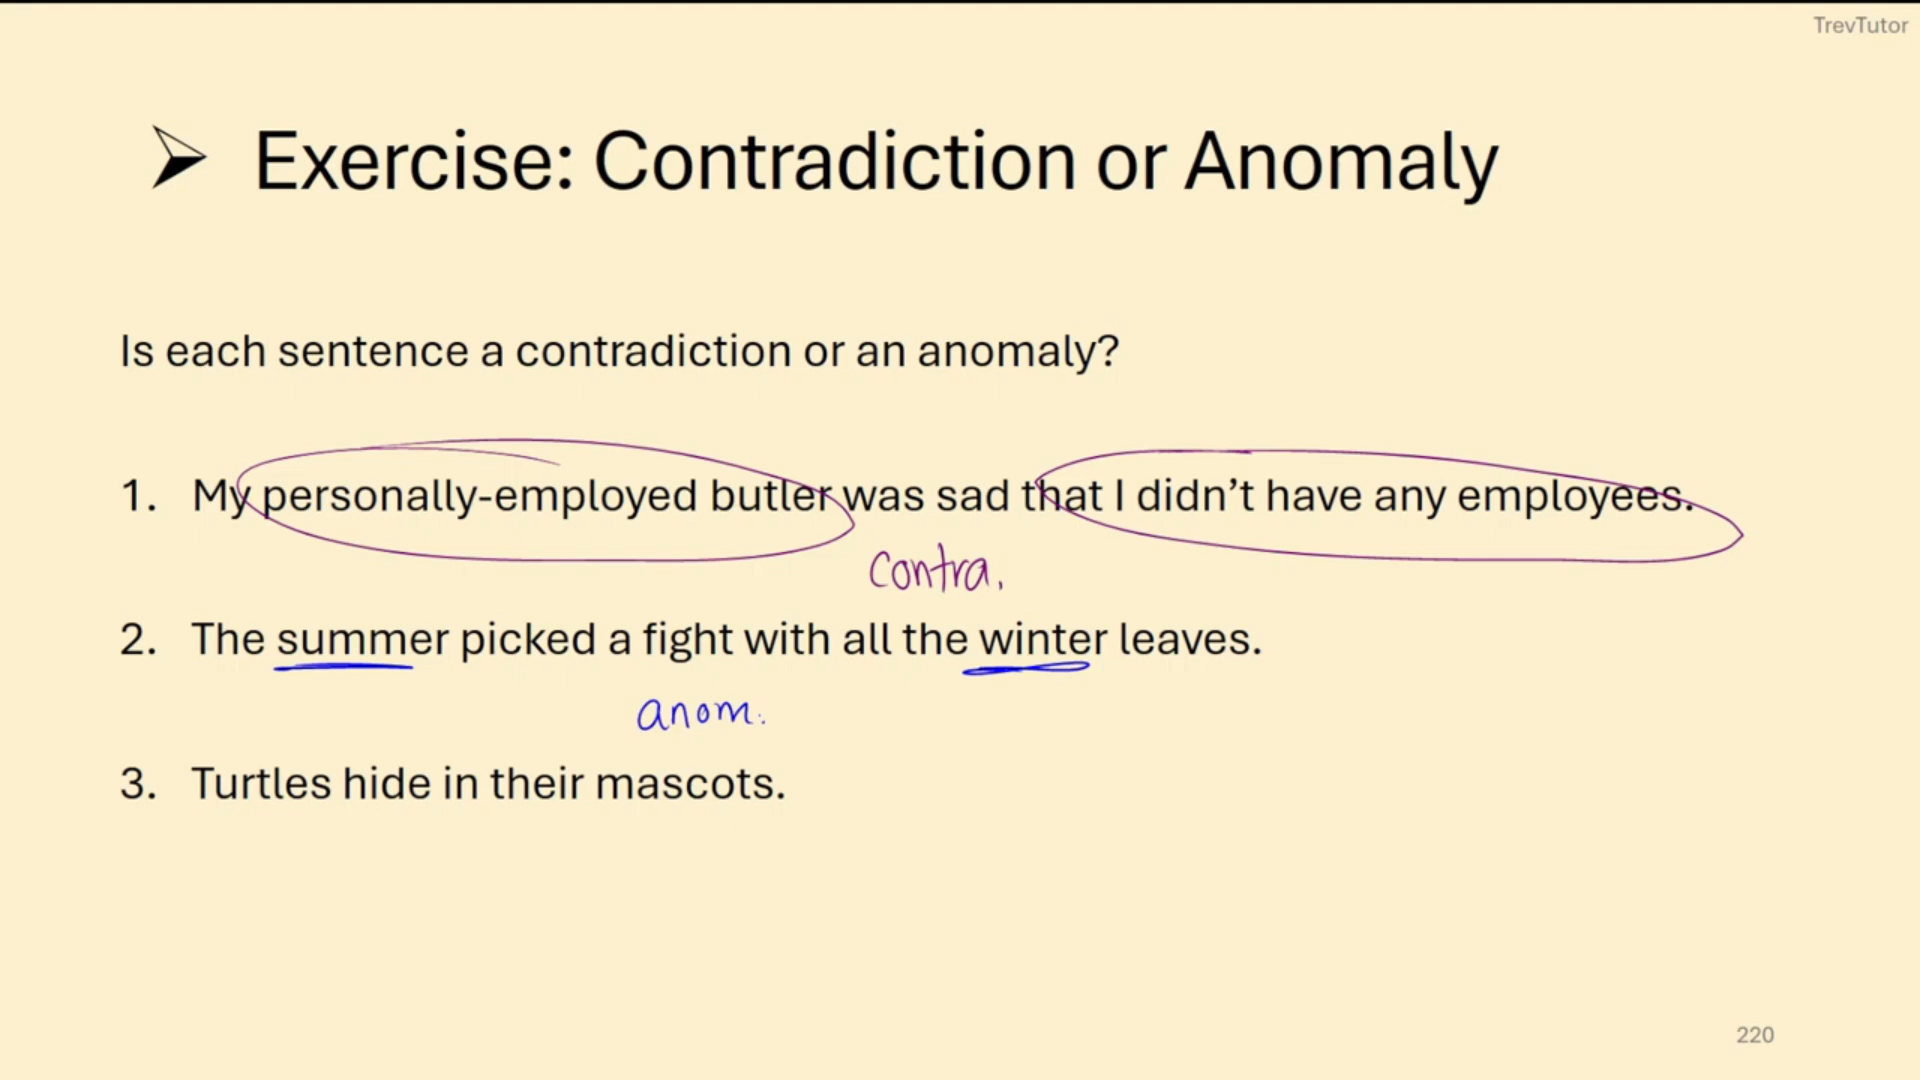 TrevTutor
➢ Exercise: Contradiction or Anomaly
Is each sentence a contradiction or an anomaly?
1. My personally-employed butler was sad that I didn’t have any employees.
contra.
2. The summer picked a fight with all the winter leaves.
anom.
3. Turtles hide in their mascots.
220